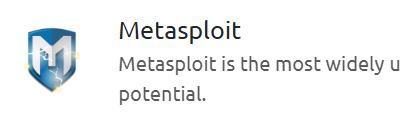 Metasploit
Metasploit is the most widely u
potential.